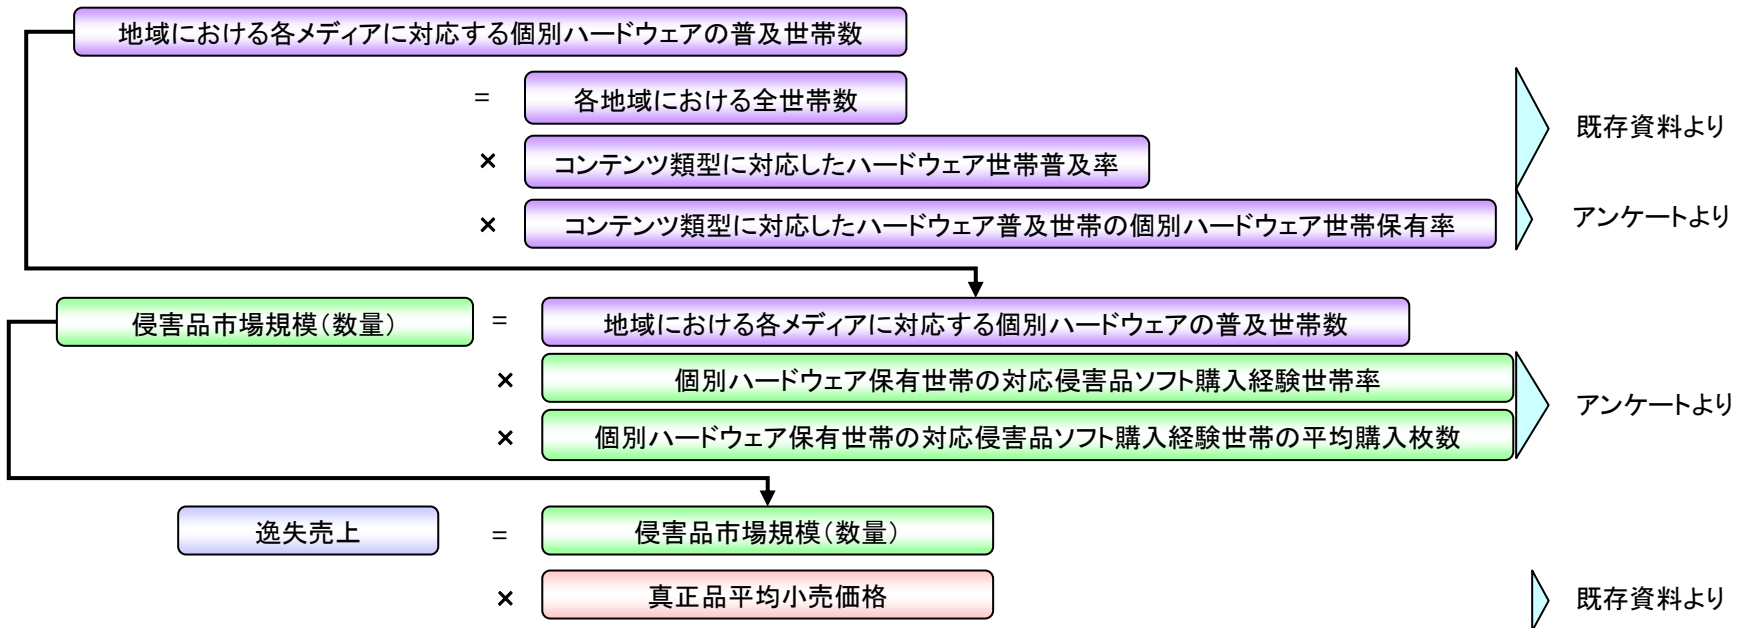 地域における各メディアに対応する個別ハードウェアの普及世帯数
= 各地域における全世帯数
× コンテンツ類型に対応したハードウェア世帯普及率
既存資料より
× コンテンツ類型に対応したハードウェア普及世帯の個別ハードウェア世帯保有率
アンケートより
侵害品市場規模(数量) = 地域における各メディアに対応する個別ハードウェアの普及世帯数
× 個別ハードウェア保有世帯の対応侵害品ソフト購入経験世帯率
× 個別ハードウェア保有世帯の対応侵害品ソフト購入経験世帯の平均購入枚数
アンケートより
逸失売上 = 侵害品市場規模(数量)
× 真正品平均小売価格
既存資料より